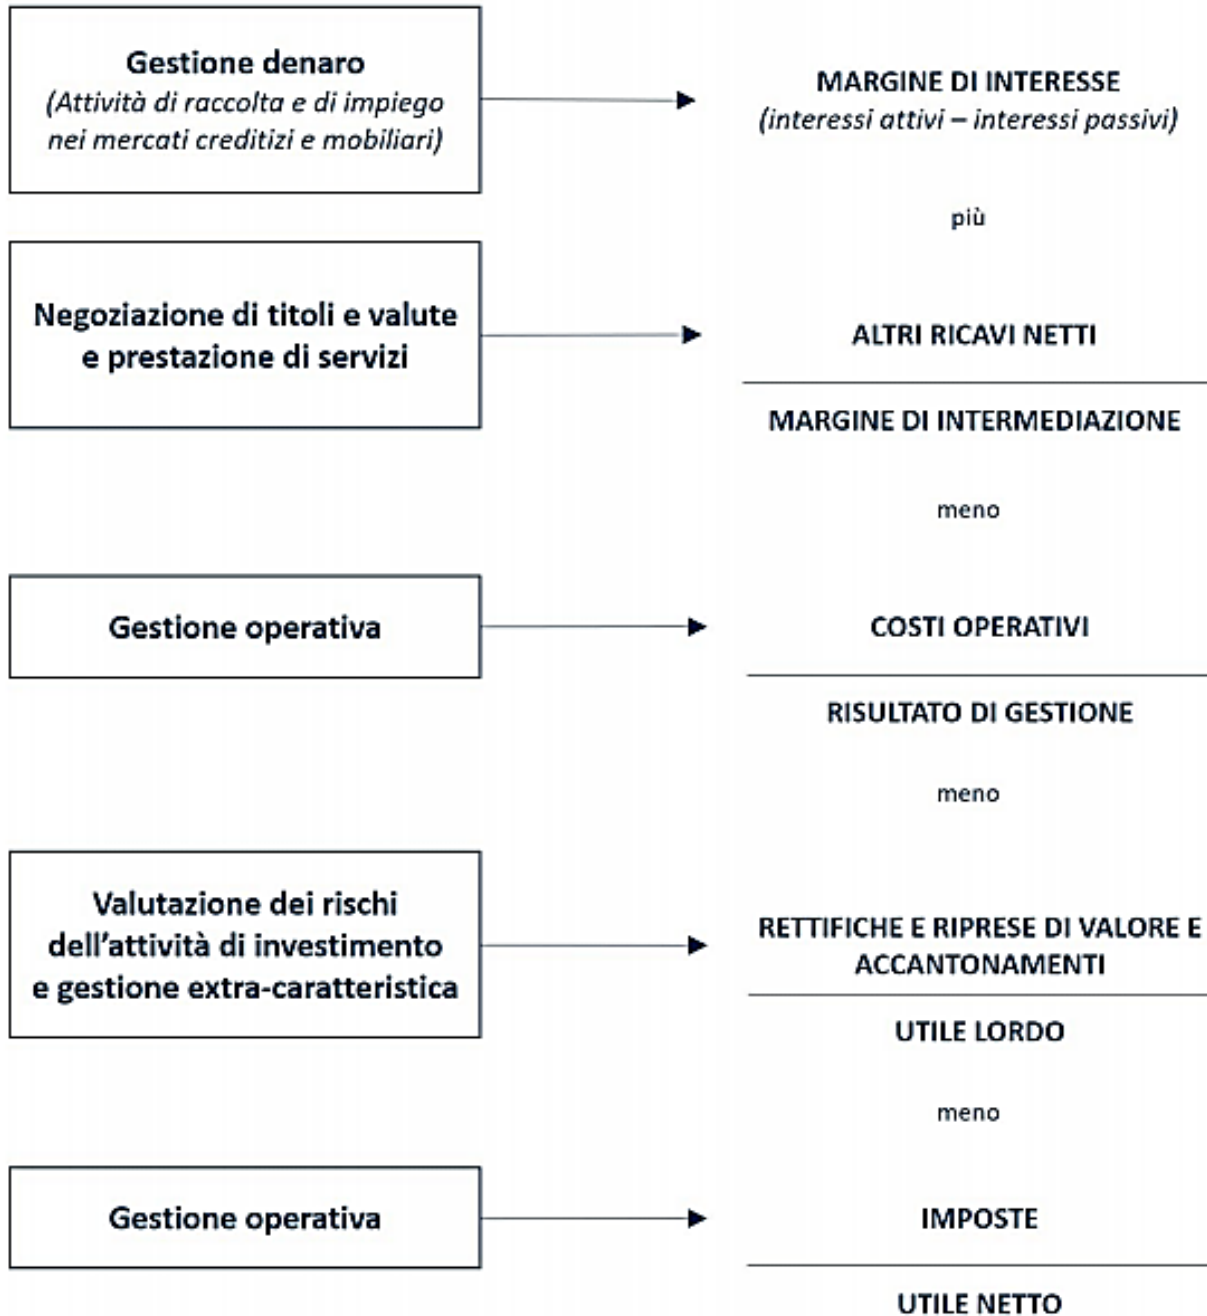 Gestione denaro
(Attività di raccolta e di impiego
nei mercati creditizi e mobiliari)
MARGINE DI INTERESSE
(interessi attivi – interessi passivi)
più
Negoziazione di titoli e valute
e prestazione di servizi
ALTRI RICAVI NETTI
MARGINE DI INTERMEDIAZIONE
meno
Gestione operativa
COSTI OPERATIVI
RISULTATO DI GESTIONE
meno
Valutazione dei rischi
dell'attività di investimento
e gestione extra-caratteristica
RETTIFICHE E RIPRESE DI VALORE E
ACCANTONAMENTI
UTILE LORDO
meno
Gestione operativa
IMPOSTE
UTILE NETTO